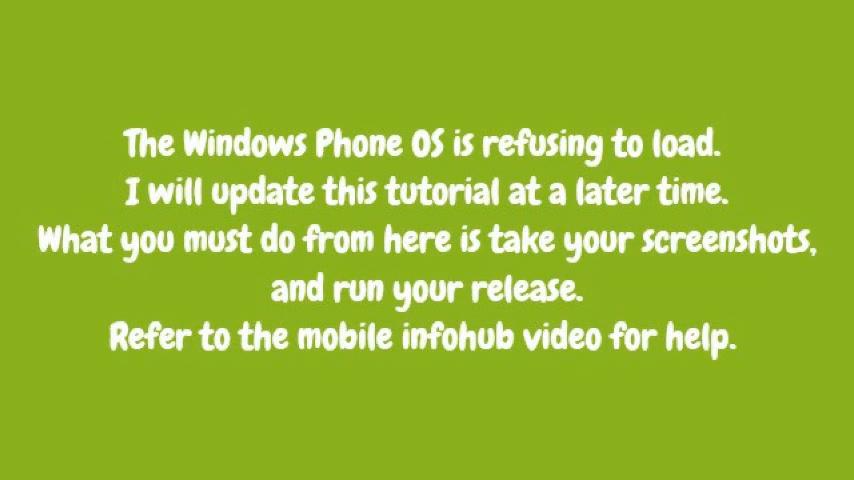 The Windows Phone OS is refusing to load.
I will update this tutorial at a later time.
What you must do from here is take your screenshots,
and run your release.
Refer to the mobile infohub video for help.